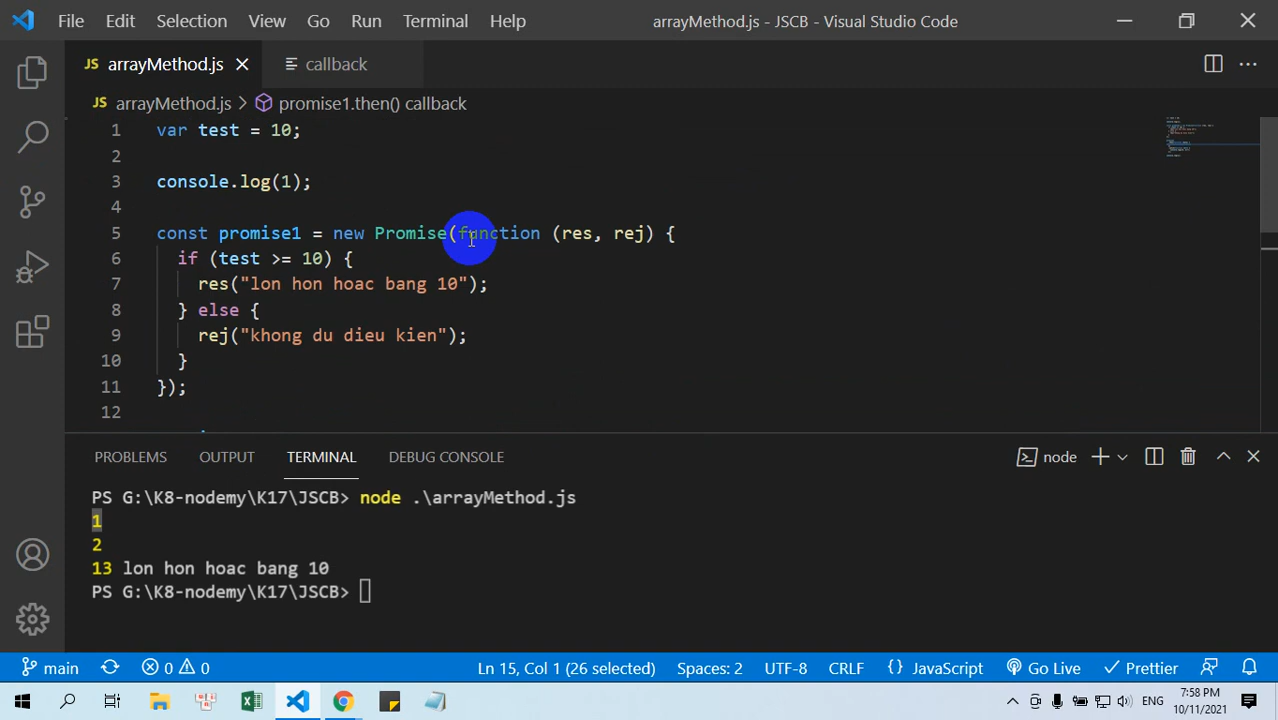 File Edit Selection View Go Run Terminal Help arrayMethod.js - JSCB - Visual Studio Code
JS arrayMethod.js callback
JS arrayMethod.js > promise1.then() callback
1 var test = 10;
2
3 console.log(1);
4
5 const promise1 = new Promise(function (res, rej) {
6 if (test >= 10) {
7 res("lon hon hoac bang 10");
8 } else {
9 rej("khong du dieu kien");
10 }
11 });
12
PROBLEMS OUTPUT TERMINAL DEBUG CONSOLE node
PS G:\K8-nodemy\K17\JSCB> node .\arrayMethod.js
1
2
13 lon hon hoac bang 10
PS G:\K8-nodemy\K17\JSCB>
main 0 0 Ln 15, Col 1 (26 selected) Spaces: 2 UTF-8 CRLF {} JavaScript Go Live Prettier
ENG 7:58 PM
10/11/2021